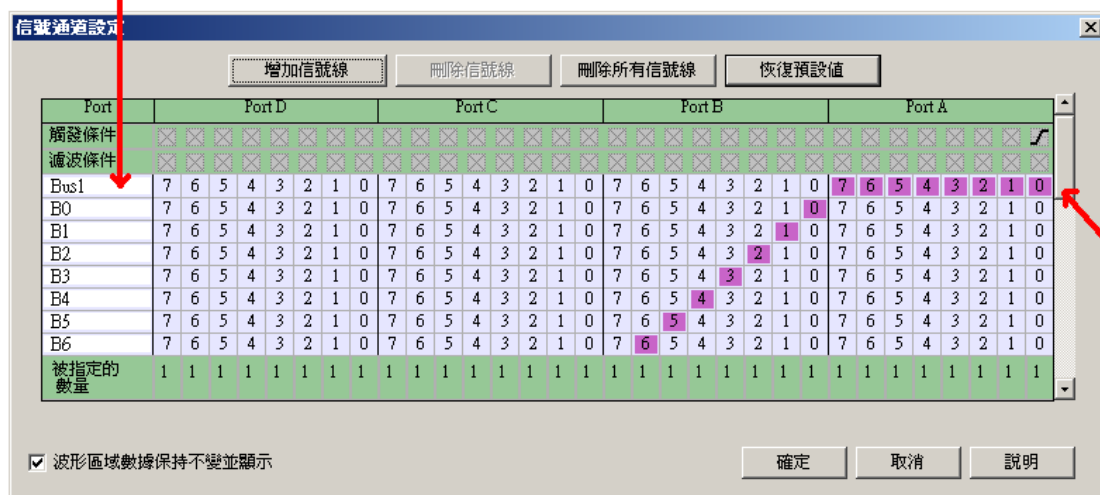 信號通道設定
增加信號線 刪除信號線 刪除所有信號線 恢復預設值
Port Port D Port C Port B Port A
觸發條件
濾波條件
Bus1 7 6 5 4 3 2 1 0 7 6 5 4 3 2 1 0 7 6 5 4 3 2 1 0 7 6 5 4 3 2 1 0
B0 7 6 5 4 3 2 1 0 7 6 5 4 3 2 1 0 7 6 5 4 3 2 1 0 7 6 5 4 3 2 1 0
B1 7 6 5 4 3 2 1 0 7 6 5 4 3 2 1 0 7 6 5 4 3 2 1 0 7 6 5 4 3 2 1 0
B2 7 6 5 4 3 2 1 0 7 6 5 4 3 2 1 0 7 6 5 4 3 2 1 0 7 6 5 4 3 2 1 0
B3 7 6 5 4 3 2 1 0 7 6 5 4 3 2 1 0 7 6 5 4 3 2 1 0 7 6 5 4 3 2 1 0
B4 7 6 5 4 3 2 1 0 7 6 5 4 3 2 1 0 7 6 5 4 3 2 1 0 7 6 5 4 3 2 1 0
B5 7 6 5 4 3 2 1 0 7 6 5 4 3 2 1 0 7 6 5 4 3 2 1 0 7 6 5 4 3 2 1 0
B6 7 6 5 4 3 2 1 0 7 6 5 4 3 2 1 0 7 6 5 4 3 2 1 0 7 6 5 4 3 2 1 0
被指定的
數量 1 1 1 1 1 1 1 1 1 1 1 1 1 1 1 1 1 1 1 1 1 1 1 1 1 1 1 1 1 1 1 1
波形區域數據保持不變並顯示
確定 取消 說明